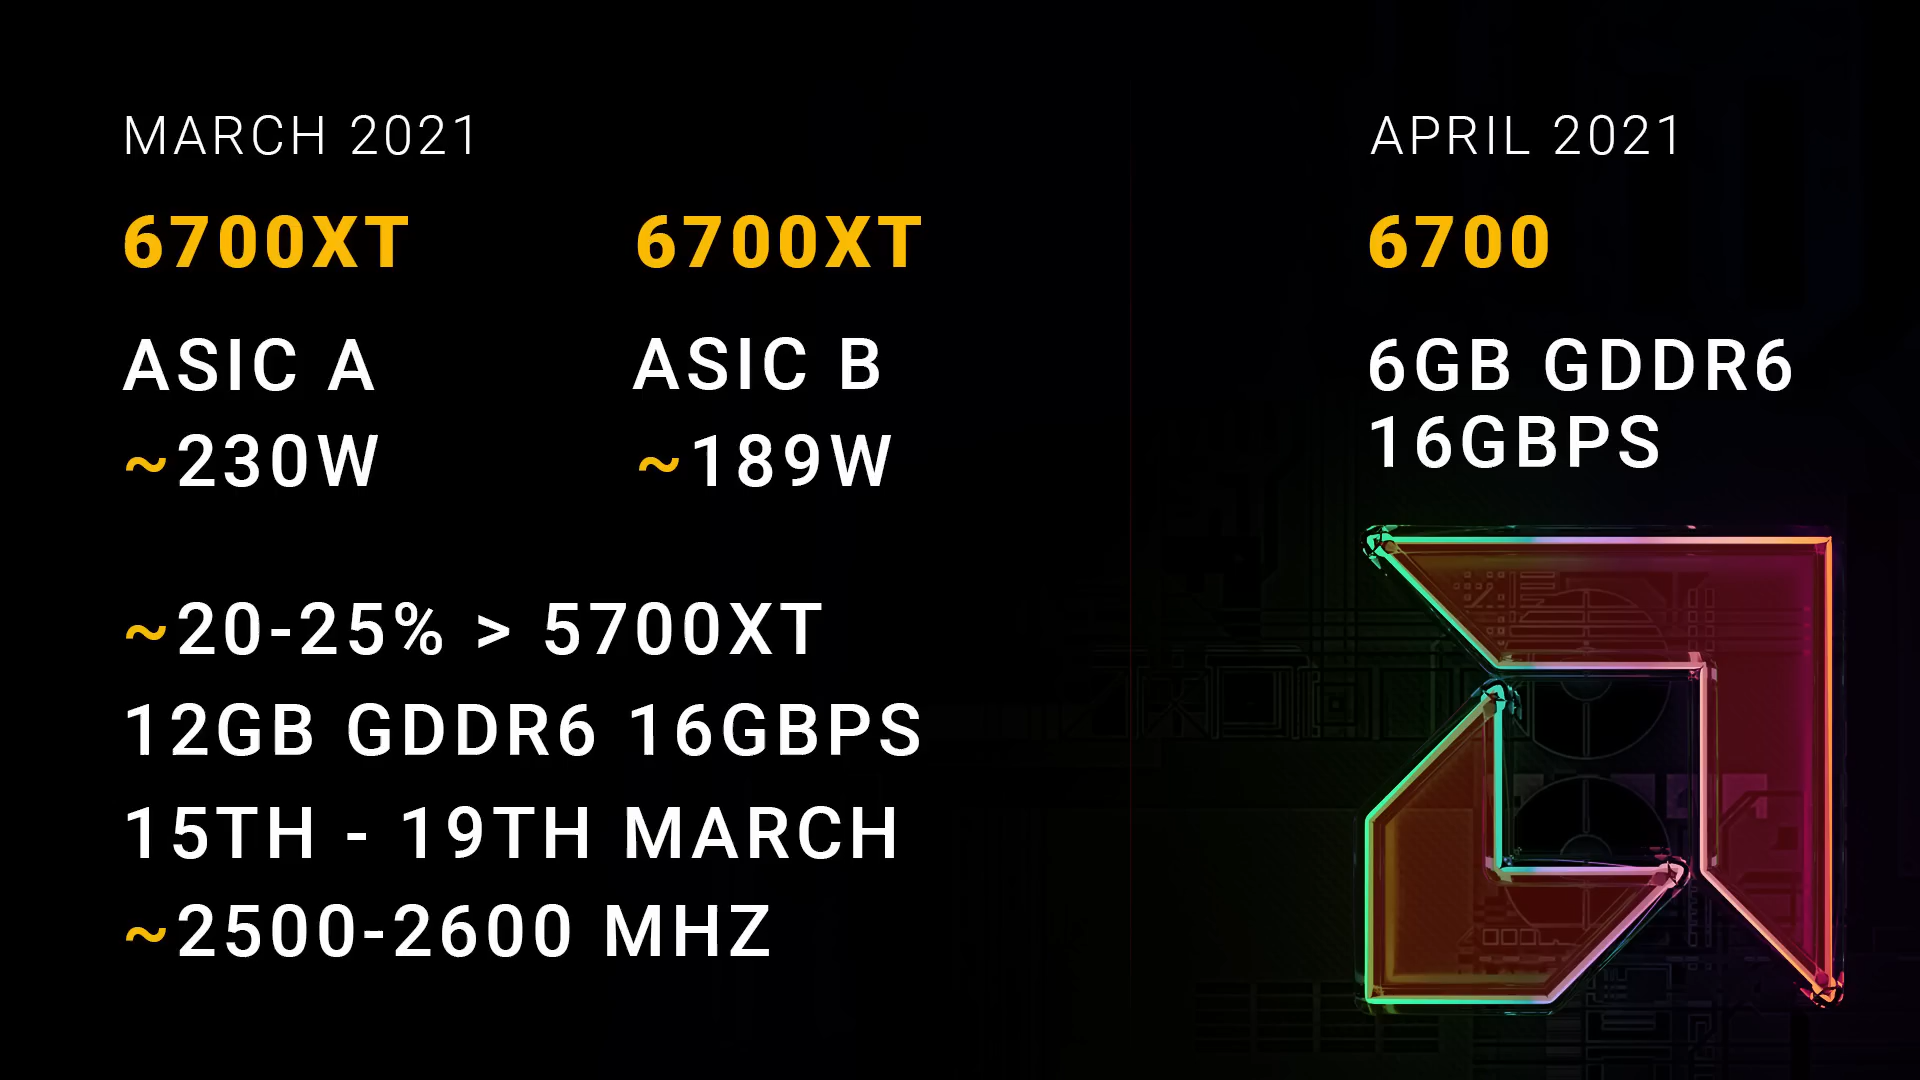 MARCH 2021
6700XT
ASIC A
~230W
6700XT
ASIC B
~189W
~20-25% > 5700XT
12GB GDDR6 16GBPS
15TH - 19TH MARCH
~2500-2600 MHZ
APRIL 2021
6700
6GB GDDR6
16GBPS